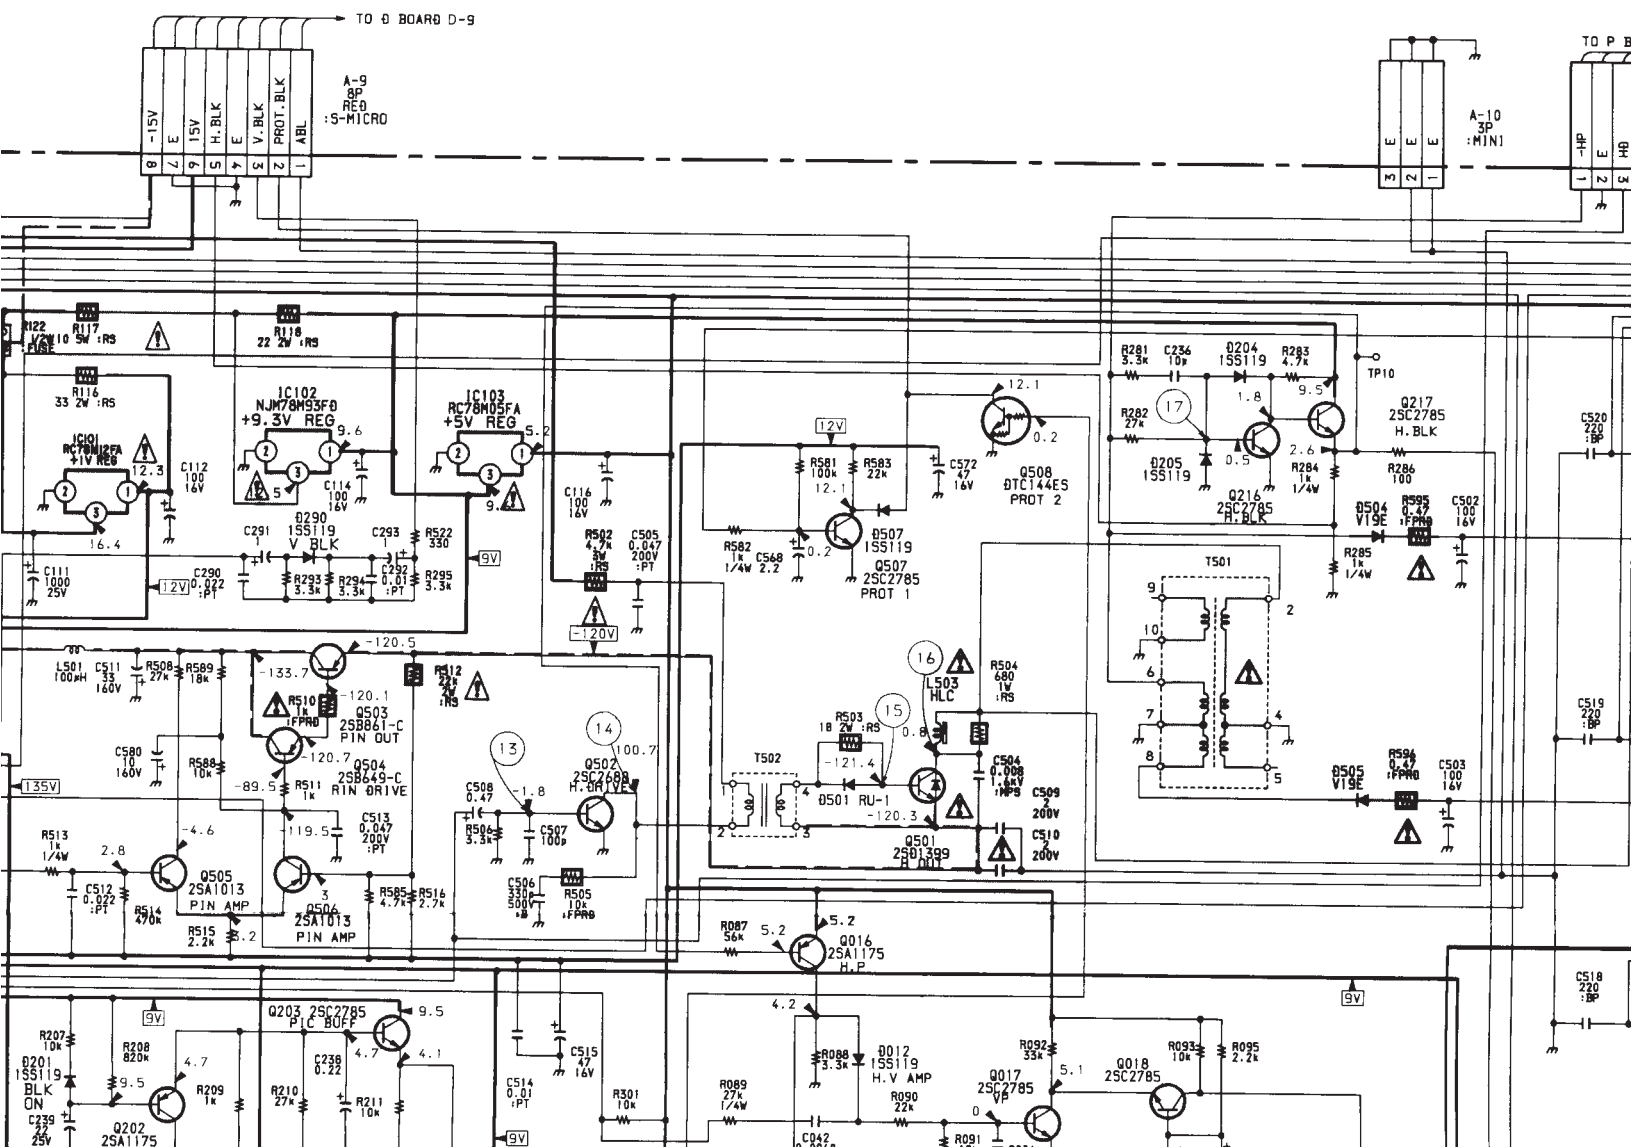 TO D BOARD D-9
A-9
8P
RED
:S-MICRO
-15V
E
15V
H.BLK
E
V.BLK
PROT.BLK
ABL
8
7
6
5
4
3
2
1
A-10
3P
:MINI
E
E
E
3
2
1
TO P B
-HP
E
HD
1
2
3
R122
1/2W
:FUSE
R117
10 5W :RS
R118
22 2W :RS
R116
33 2W :RS
IC101
RC78M12FA
+1V REG
12.3
2
1
3
16.4
C112
100
16V
IC102
NJM78M93FD
+9.3V REG
9.6
2
1
3
C114
100
16V
IC103
RC78M05FA
+5V REG
5.2
2
1
3
C116
100
16V
C111
1000
25V
12V
C291
1
D290
1SS119
V BLK
C293
1
R522
330
C290
0.022
:PT
R293
3.3k
R294
3.3k
C292
0.01
:PT
R295
3.3k
9V
R502
4.7k
3W
:RS
C505
0.047
200V
:PT
-120V
12V
R581
100k
R583
22k
C572
47
16V
12.1
0.2
R582
1k
1/4W
C568
2.2
D507
1SS119
Q507
2SC2785
PROT 1
12.1
0.2
Q508
DTC144ES
PROT 2
R281
3.3k
C236
10p
D204
1SS119
R283
4.7k
TP10
R282
27k
17
1.8
9.5
Q217
2SC2785
H.BLK
D205
1SS119
0.5
2.6
Q216
2SC2785
H.BLK
R284
1k
1/4W
R286
100
R285
1k
1/4W
D504
V19E
R595
0.47
:FPRD
C502
100
16V
C520
220
:BP
T501
9
10
6
7
8
2
4
5
C519
220
:BP
D505
V19E
R594
0.47
:FPRD
C503
100
16V
L501
100µH
C511
33
160V
R508
27k
R589
18k
-133.7
-120.5
-120.1
R510
1k
:FPRD
Q503
2SB861-C
PIN OUT
R512
22k
2W
:RS
C580
10
160V
R588
10k
-120.7
Q504
2SB649-C
RIN DRIVE
-89.5
R511
1k
-119.5
C513
0.047
200V
:PT
135V
R513
1k
1/4W
2.8
-4.6
C512
0.022
:PT
R514
470k
Q505
2SA1013
PIN AMP
R515
2.2k
3
Q506
2SA1013
PIN AMP
R585
4.7k
R516
2.7k
13
C508
0.47
-1.8
R506
3.3k
C507
100p
14
Q502
2SC2688
H.DRIVE
100.7
C506
330p
500V
:B
R505
10k
:FPRD
T502
1
2
4
3
R503
18 2W :RS
15
-121.4
D501 RU-1
16
L503
HLC
0.8
R504
680
1W
:RS
C504
0.008
1.6kV
:MPS
-120.3
Q501
2SD1399
H OUT
C509
2
200V
C510
2
200V
R087
56k
5.2
5.2
Q016
2SA1175
H.P
4.2
C518
220
:BP
9V
9V
R207
10k
D201
1SS119
BLK
ON
R208
820k
9.5
C239
22
25V
4.7
Q202
2SA1175
Q203 2SC2785
PIC BUFF
9.5
4.7
4.1
R209
1k
R210
27k
C238
0.22
R211
10k
C514
0.01
:PT
C515
47
16V
9V
R301
10k
R088
3.3k
D012
1SS119
H.V AMP
R089
27k
1/4W
R090
22k
C042
R092
33k
5.1
Q017
2SC2785
VP
0
R091
Q018
2SC2785
R093
10k
R095
2.2k